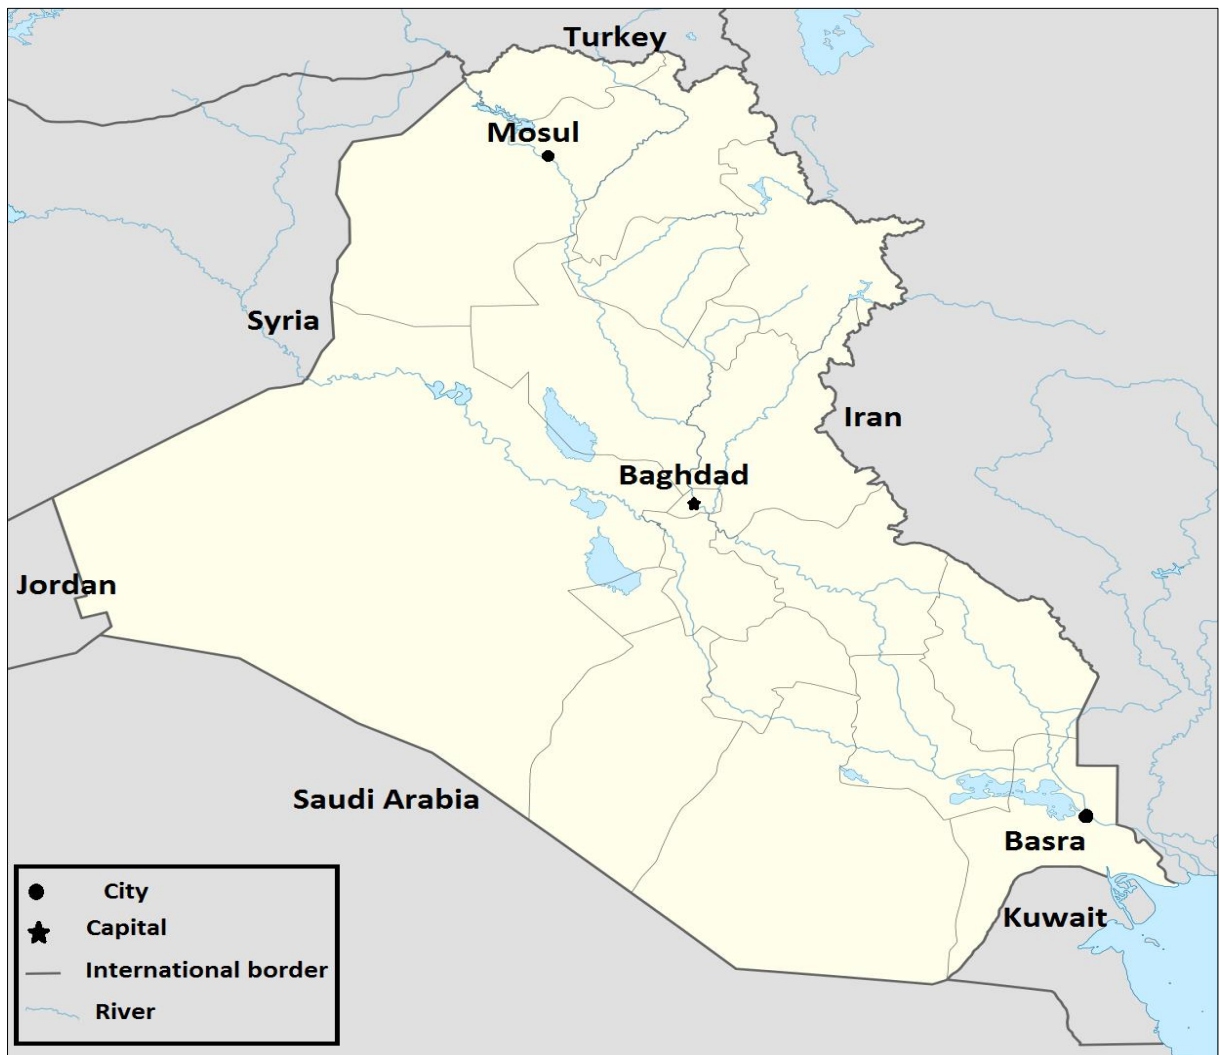 Turkey
Mosul
Syria
Iran
Baghdad
Jordan
Saudi Arabia
Basra
Kuwait
City
Capital
International border
River